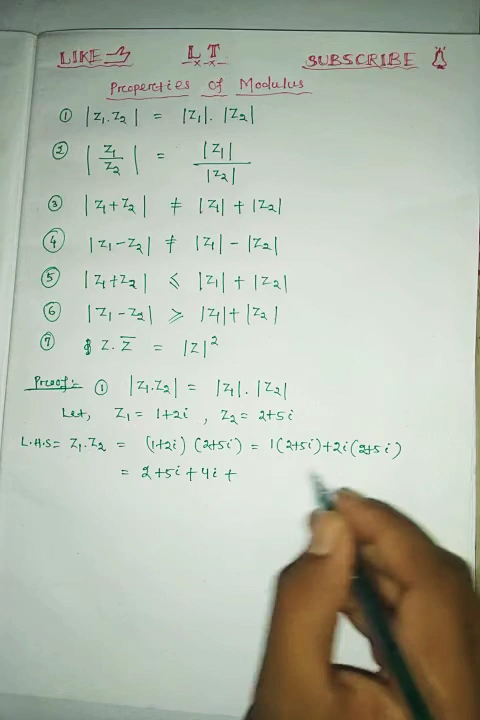 LIKE LT SUBSCRIBE
Propercties of Modulus
① |Z₁.Z₂| = |Z₁|.|Z₂|
② |Z₁/Z₂| = |Z₁|/|Z₂|
③ |Z₁+Z₂| ≠ |Z₁|+|Z₂|
④ |Z₁-Z₂| ≠ |Z₁|-|Z₂|
⑤ |Z₁+Z₂| ⩽ |Z₁|+|Z₂|
⑥ |Z₁-Z₂| ⩾ |Z₁|+|Z₂|
⑦ Z.Z̅ = |Z|²
Proof:- ① |Z₁.Z₂| = |Z₁|.|Z₂|
Let, Z₁= 1+2i , Z₂= 2+5i
L.H.S= Z₁.Z₂ = (1+2i) (2+5i) = 1(2+5i)+2i(2+5i)
= 2+5i+4i+